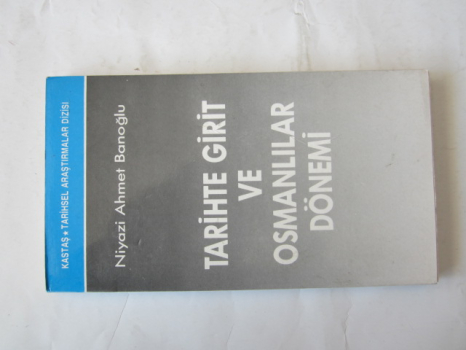 KASTAŞ★TARİHSEL ARAŞTIRMALAR DİZİSİ
Niyazi Ahmet Banoğlu
TARİHTE GİRİT
VE
OSMANLILAR
DÖNEMİ